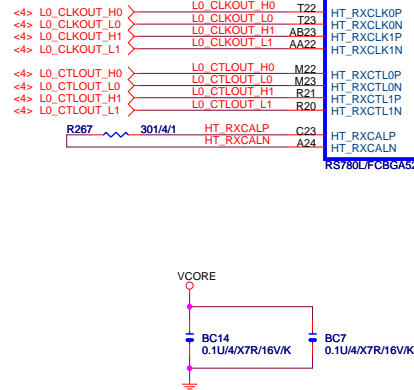 <4> L0_CLKOUT_H0 L0_CLKOUT_H0 T22 HT_RXCLK0P
<4> L0_CLKOUT_L0 L0_CLKOUT_L0 T23 HT_RXCLK0N
<4> L0_CLKOUT_H1 L0_CLKOUT_H1 AB23 HT_RXCLK1P
<4> L0_CLKOUT_L1 L0_CLKOUT_L1 AA22 HT_RXCLK1N
<4> L0_CTLOUT_H0 L0_CTLOUT_H0 M22 HT_RXCTL0P
<4> L0_CTLOUT_L0 L0_CTLOUT_L0 M23 HT_RXCTL0N
<4> L0_CTLOUT_H1 L0_CTLOUT_H1 R21 HT_RXCTL1P
<4> L0_CTLOUT_L1 L0_CTLOUT_L1 R20 HT_RXCTL1N
R267 301/4/1 HT_RXCALP C23 HT_RXCALP
HT_RXCALN A24 HT_RXCALN
RS780L/FCBGA52
VCORE
BC14 BC7
0.1U/4/X7R/16V/K 0.1U/4/X7R/16V/K